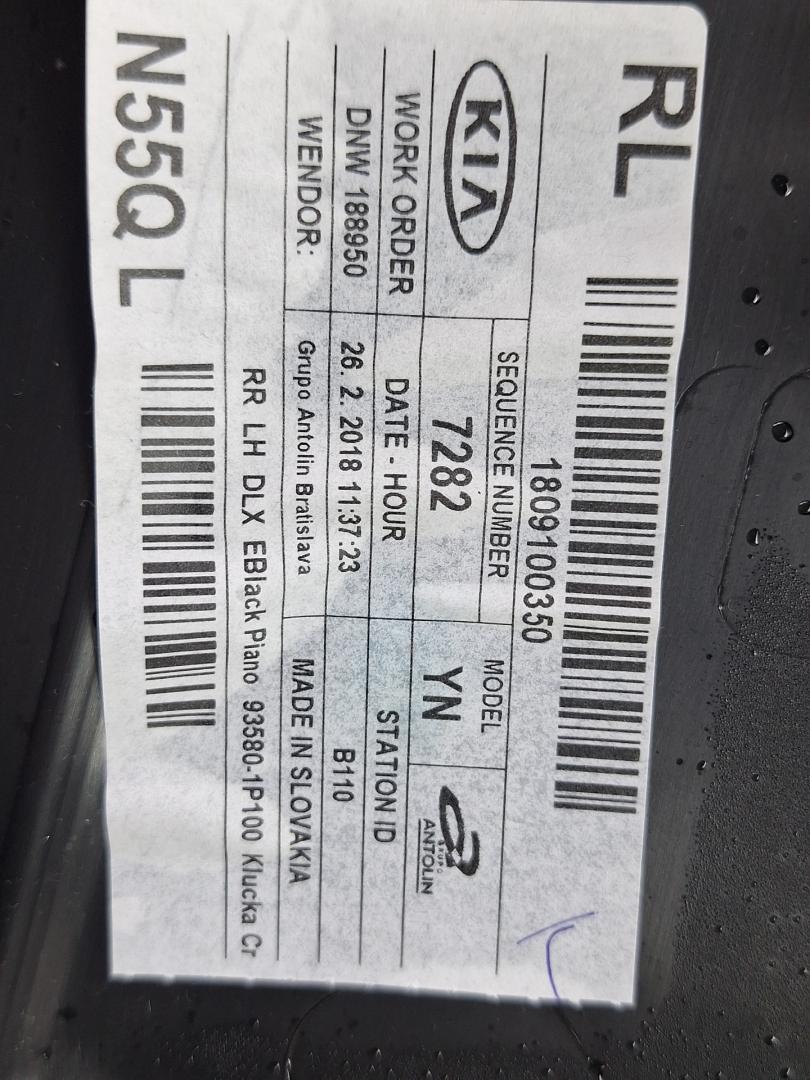 RL
1809100350
KIA
SEQUENCE NUMBER
7282
MODEL
YN
GRUPO
ANTOLIN
WORK ORDER
DATE - HOUR
STATION ID
DNW 188950
26. 2. 2018 11:37:23
B110
WENDOR:
Grupo Antolin Bratislava
MADE IN SLOVAKIA
RR LH DLX EBlack Piano 93580-1P100 Klucka Cr
N55Q L